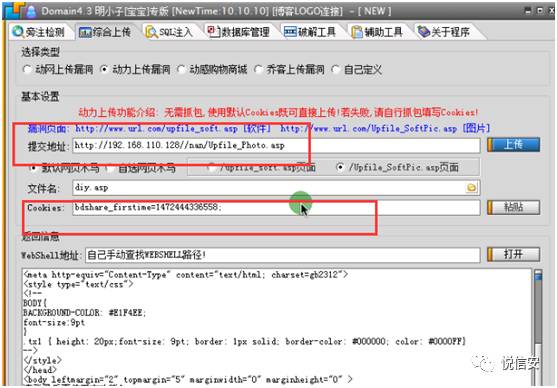 Domain4.3 明小子[宝宝]专版 [NewTime:10.10.10] [博客LOGO连接] - [ NEW ]
旁注检测 综合上传 SQL注入 数据库管理 破解工具 辅助工具 关于程序
选择类型
动网上传漏洞 动力上传漏洞 动感购物商城 乔客上传漏洞 自己定义
基本设置
动力上传功能介绍: 无需抓包,使用默认Cookies既可直接上传!若失败,请自行抓包填写Cookies!
漏洞页面: http://www.url.com/upfile_soft.asp [软件] http://www.url.com/Upfile_SoftPic.asp [图片]
提交地址: http://192.168.110.128//nan/Upfile_Photo.asp 上传
默认网页木马 自选网页木马 /upfile_soft.asp页面 /Upfile_SoftPic.asp页面
文件名: diy.asp
Cookies: bdshare_firstime=1472444336558; 粘贴
返回信息
WebShell地址: 自己手动查找WEBSHELL路径! 打开
<meta http-equiv="Content-Type" content="text/html; charset=gb2312">
<style type="text/css">
<!--
BODY{
BACKGROUND-COLOR: #E1F4EE;
font-size:9pt
}
.tx1 { height: 20px;font-size: 9pt; border: 1px solid; border-color: #000000; color: #0000FF}
-->
</style>
</head>
<body leftmargin="2" topmargin="5" marginwidth="0" marginheight="0" >
悦信安